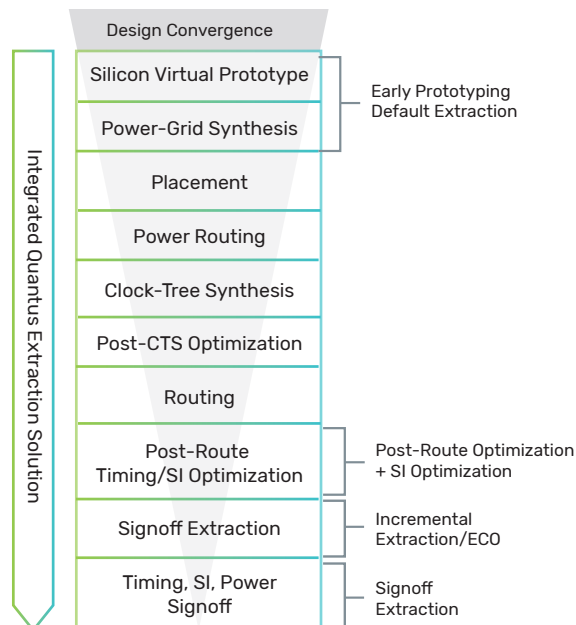 Design Convergence
Silicon Virtual Prototype
Power-Grid Synthesis
Early Prototyping
Default Extraction
Placement
Power Routing
Clock-Tree Synthesis
Post-CTS Optimization
Routing
Post-Route
Timing/SI Optimization
Post-Route Optimization
+ SI Optimization
Signoff Extraction
Incremental
Extraction/ECO
Timing, SI, Power
Signoff
Signoff
Extraction
Integrated Quantus Extraction Solution